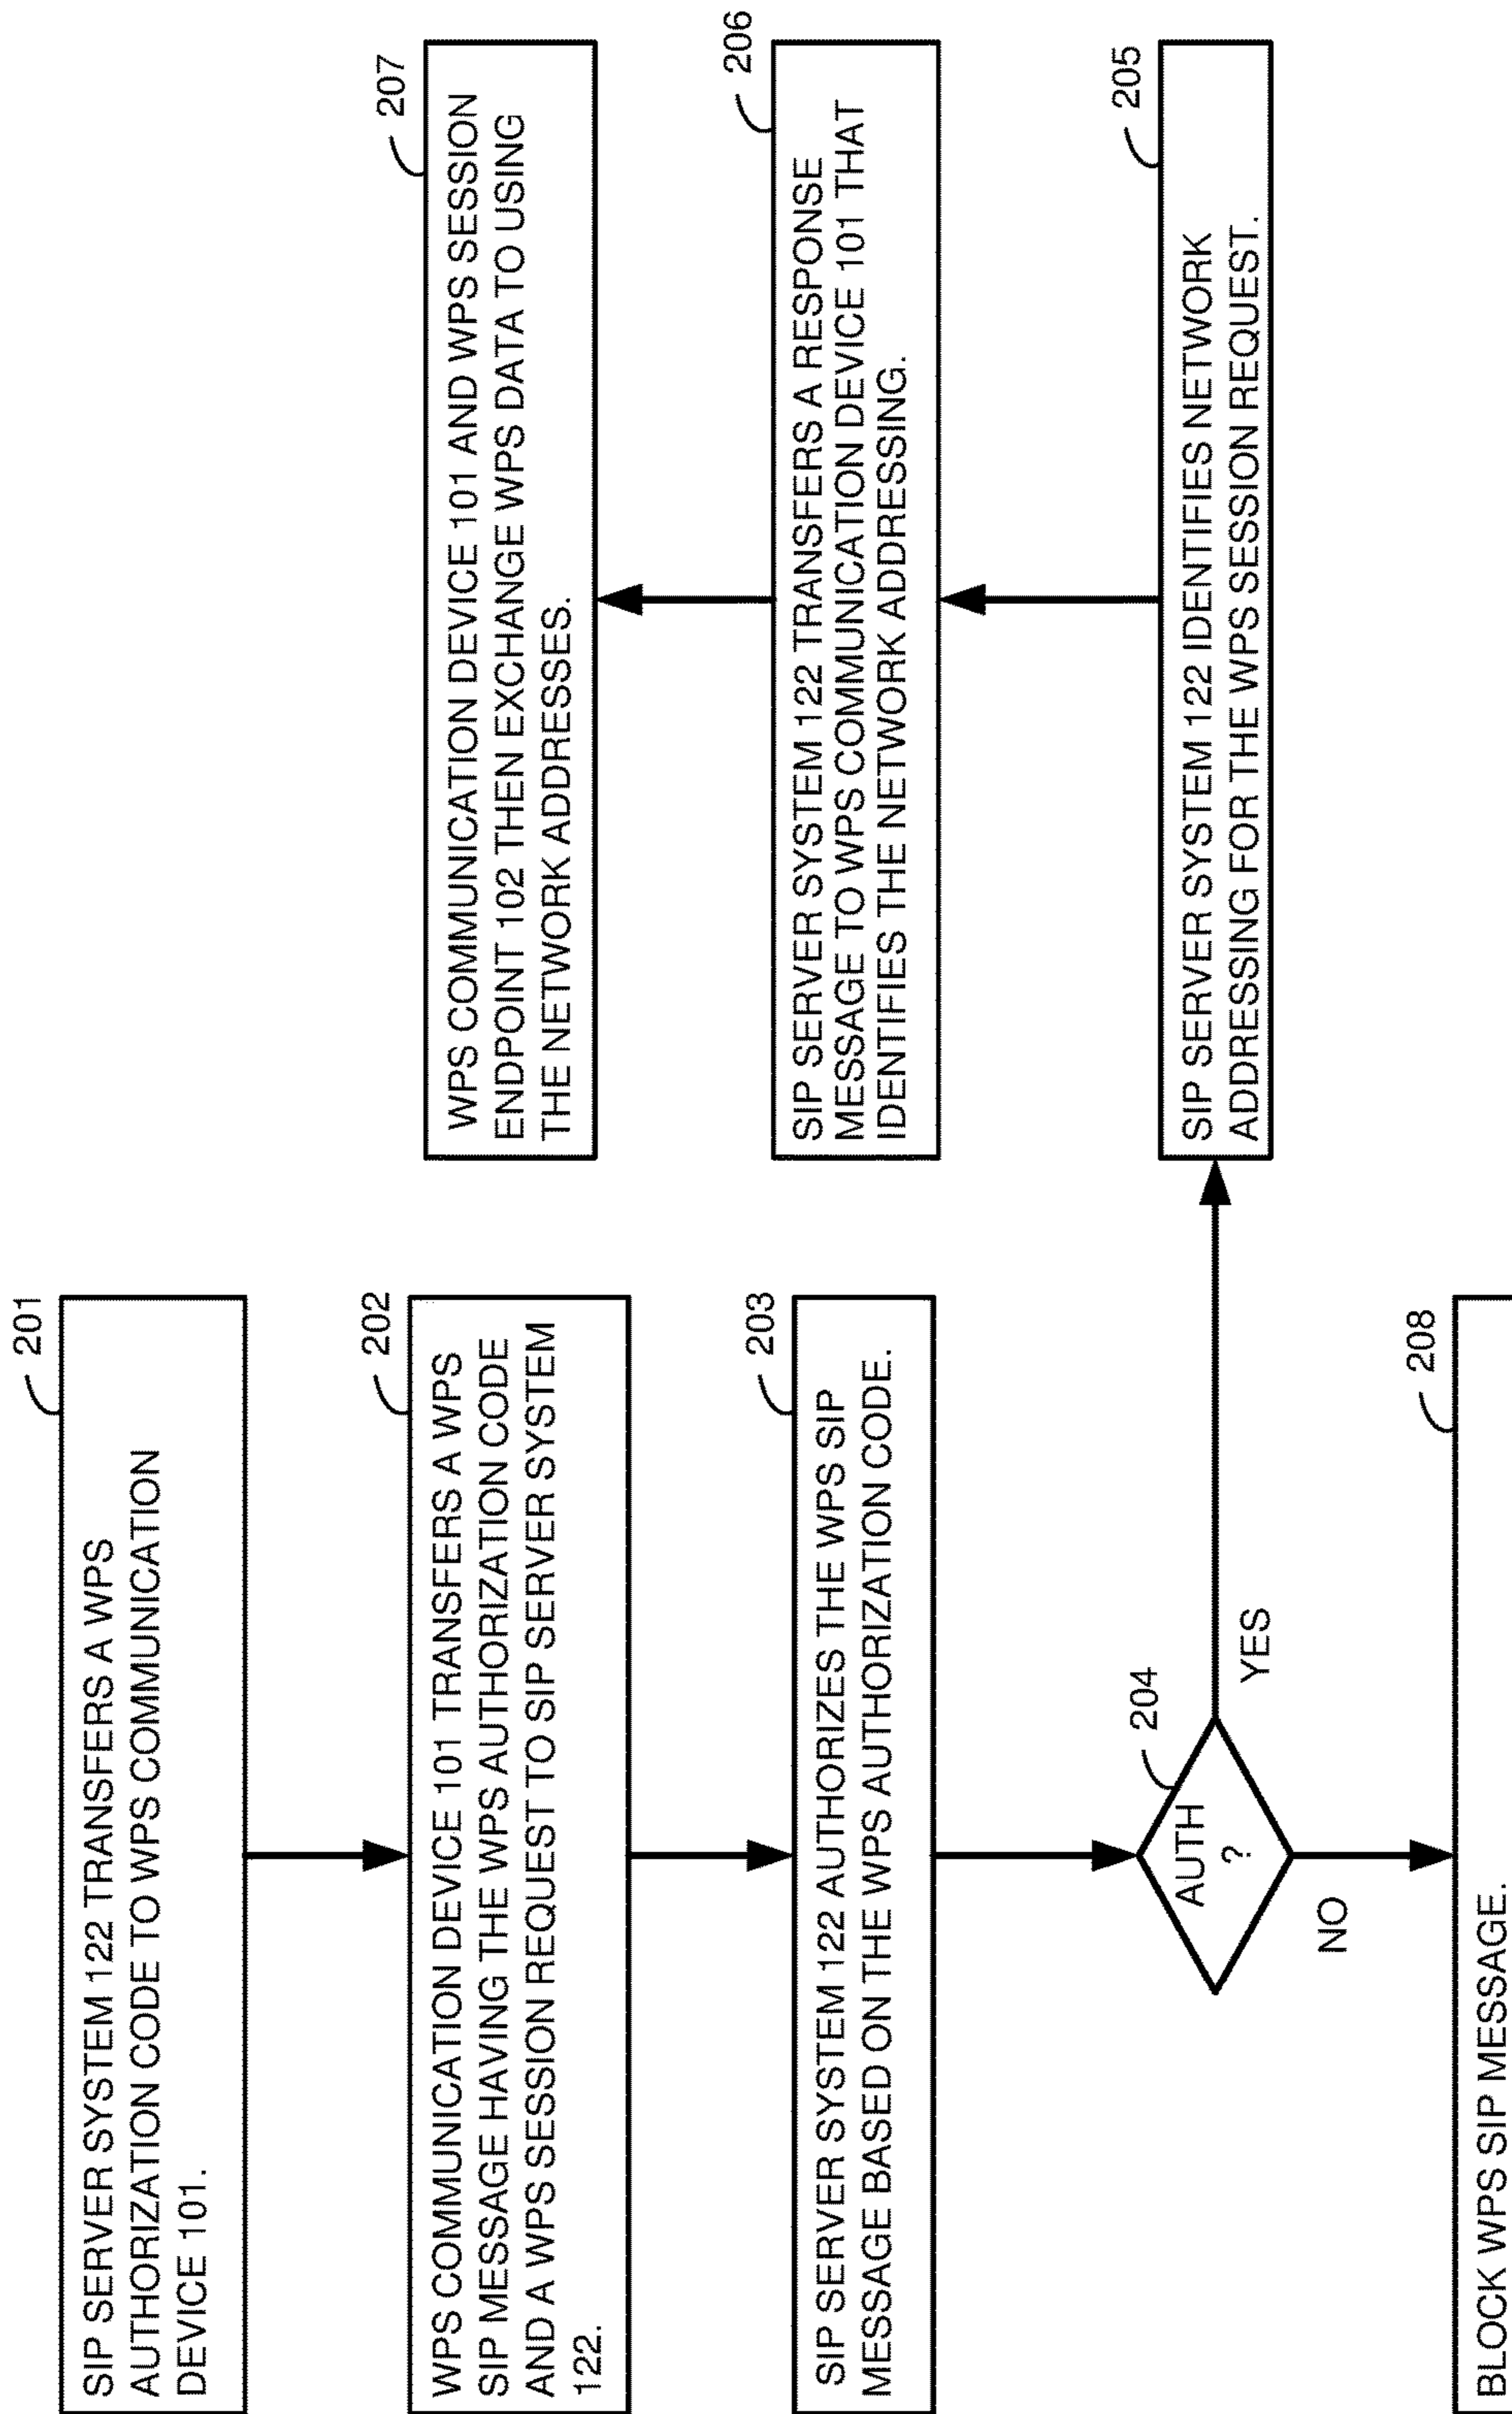 201
SIP SERVER SYSTEM 122 TRANSFERS A WPS
AUTHORIZATION CODE TO WPS COMMUNICATION
DEVICE 101.
202
WPS COMMUNICATION DEVICE 101 TRANSFERS A WPS
SIP MESSAGE HAVING THE WPS AUTHORIZATION CODE
AND A WPS SESSION REQUEST TO SIP SERVER SYSTEM
122.
203
SIP SERVER SYSTEM 122 AUTHORIZES THE WPS SIP
MESSAGE BASED ON THE WPS AUTHORIZATION CODE.
204
AUTH
?
YES
NO
205
SIP SERVER SYSTEM 122 IDENTIFIES NETWORK
ADDRESSING FOR THE WPS SESSION REQUEST.
206
SIP SERVER SYSTEM 122 TRANSFERS A RESPONSE
MESSAGE TO WPS COMMUNICATION DEVICE 101 THAT
IDENTIFIES THE NETWORK ADDRESSING.
207
WPS COMMUNICATION DEVICE 101 AND WPS SESSION
ENDPOINT 102 THEN EXCHANGE WPS DATA TO USING
THE NETWORK ADDRESSES.
208
BLOCK WPS SIP MESSAGE.